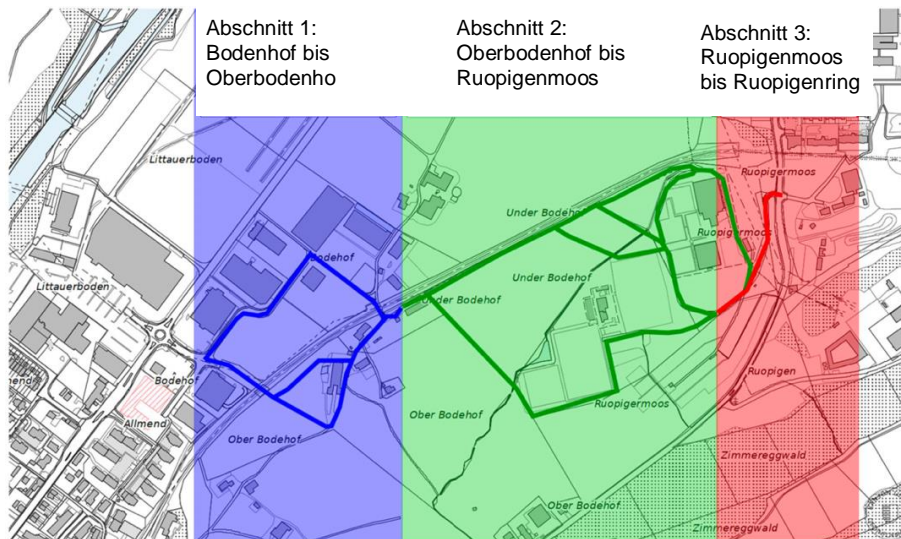 Abschnitt 1:
Bodenhof bis
Oberbodenho
Abschnitt 2:
Oberbodenhof bis
Ruopigenmoos
Abschnitt 3:
Ruopigenmoos
bis Ruopigenring
Littauerboden
Ruopigermoos
Under Bodehof
Ruopigermoos
Bodehof
Under Bodehof
Littauerboden
Under Bodehof
Bodehof
Ruopigen
Allmend
Ober Bodehof
Ober Bodehof
Ruopigermoos
Zimmereggwald
Ober Bodehof
Zimmereggwald